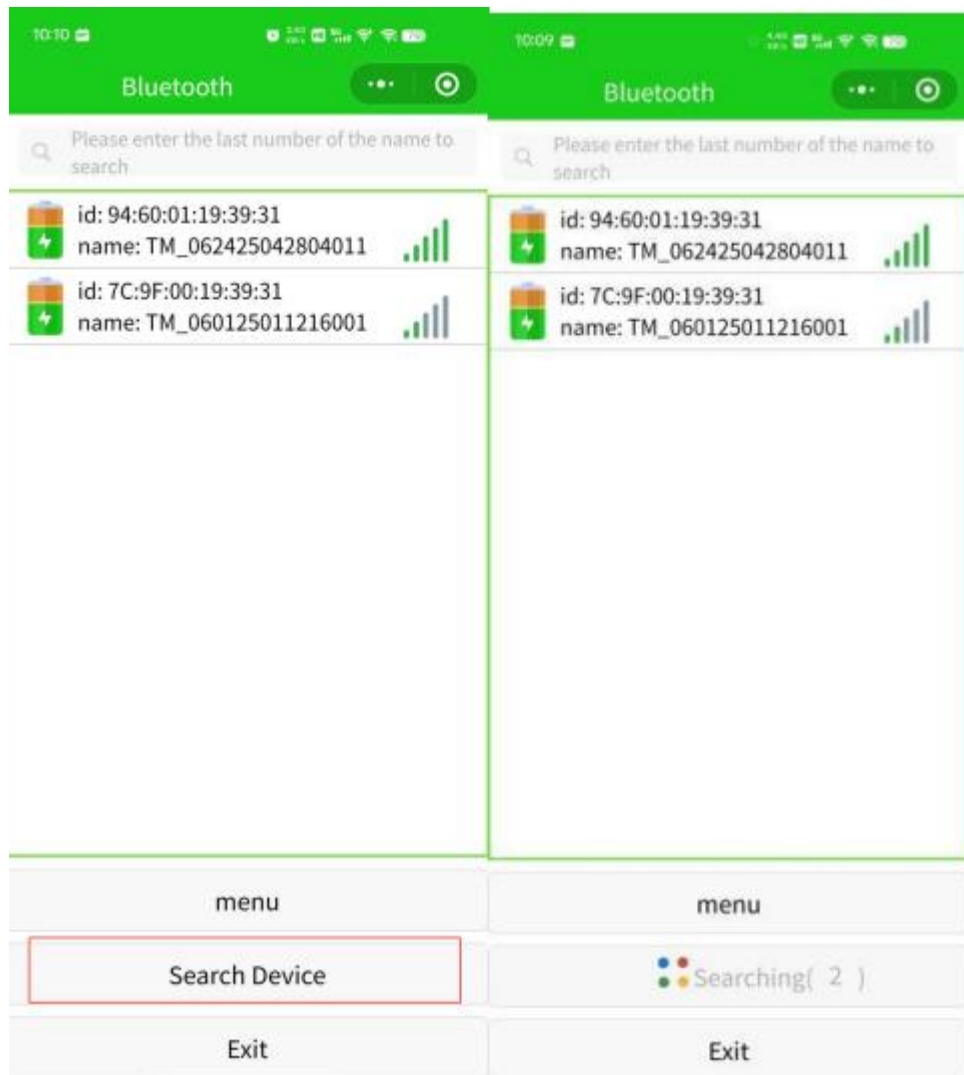 10:10
Bluetooth
Please enter the last number of the name to
search
id: 94:60:01:19:39:31
name: TM_062425042804011
id: 7C:9F:00:19:39:31
name: TM_060125011216001
menu
Search Device
Exit
10:09
Bluetooth
Please enter the last number of the name to
search
id: 94:60:01:19:39:31
name: TM_062425042804011
id: 7C:9F:00:19:39:31
name: TM_060125011216001
menu
Searching( 2 )
Exit